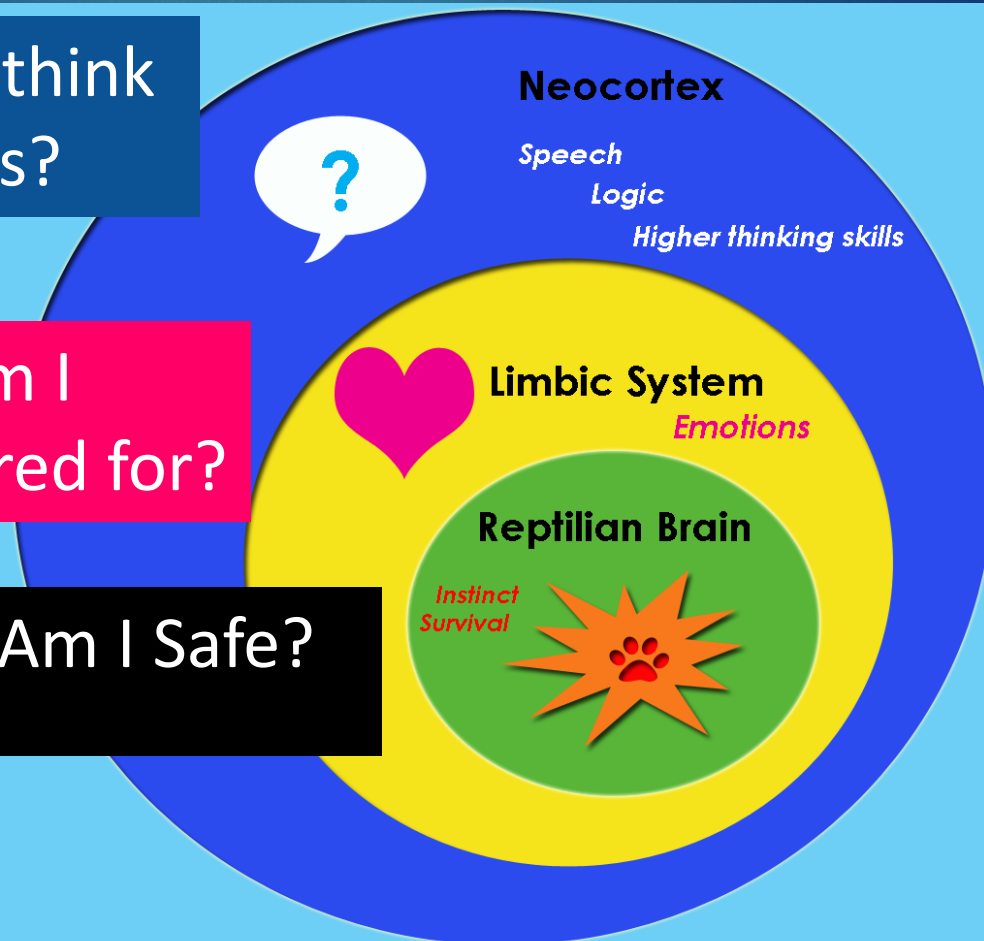 think
s?
?
Neocortex
Speech
Logic
Higher thinking skills
m I
red for?
Limbic System
Emotions
Reptilian Brain
Instinct
Survival
Am I Safe?